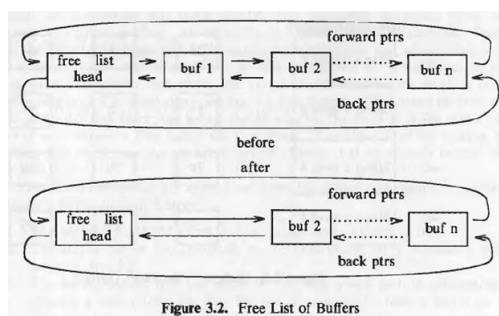 forward ptrs
free list
head
buf 1
buf 2
buf n
back ptrs
before
after
forward ptrs
free list
head
buf 2
buf n
back ptrs
Figure 3.2. Free List of Buffers